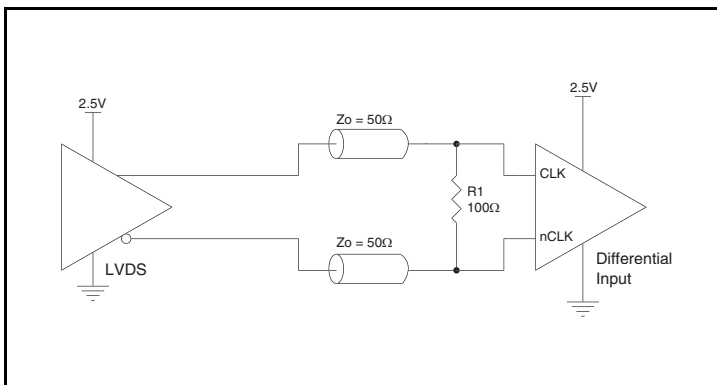 2.5V
2.5V
Zo = 50Ω
CLK
R1
100Ω
nCLK
Zo = 50Ω
LVDS
Differential
Input